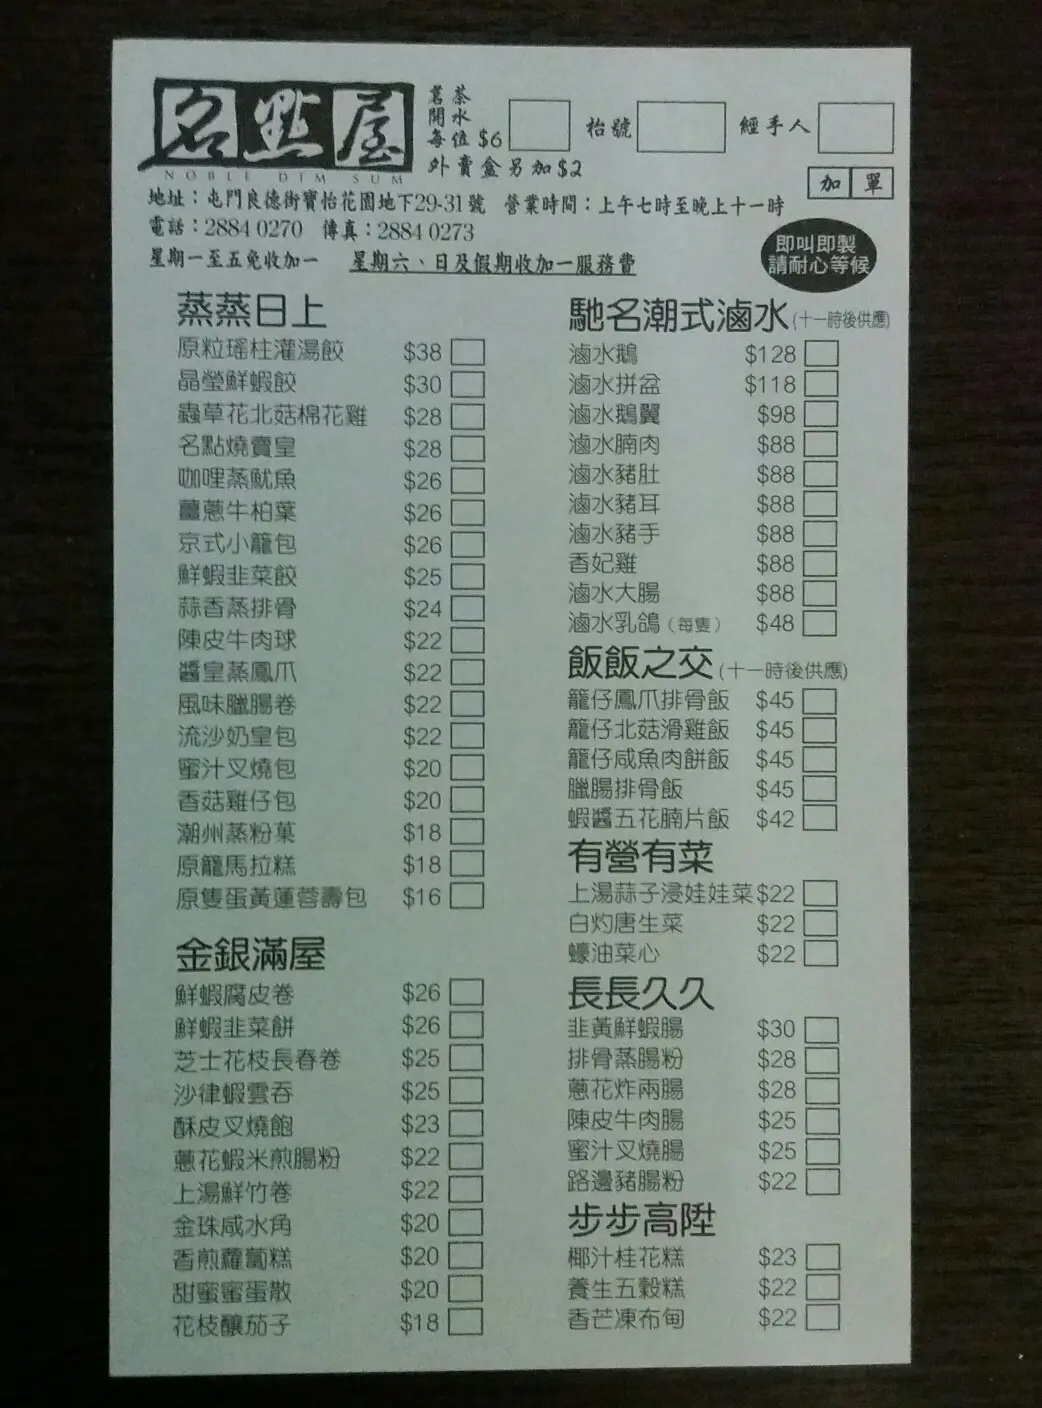 名點屋
NOBLE DIM SUM
茗茶
開水
每位 $6
枱號
經手人
外賣盒另加$2
加單
地址：屯門良德街寶怡花園地下29-31號 營業時間：上午七時至晚上十一時
電話：2884 0270 傳真：2884 0273
星期一至五免收加一 星期六、日及假期收加一服務費
即叫即製
請耐心等候
蒸蒸日上
原粒瑤柱灌湯餃 $38
晶瑩鮮蝦餃 $30
蟲草花北菇棉花雞 $28
名點燒賣皇 $28
咖哩蒸魷魚 $26
薑蔥牛柏葉 $26
京式小籠包 $26
鮮蝦韭菜餃 $25
蒜香蒸排骨 $24
陳皮牛肉球 $22
醬皇蒸鳳爪 $22
風味臘腸卷 $22
流沙奶皇包 $22
蜜汁叉燒包 $20
香菇雞仔包 $20
潮州蒸粉菓 $18
原籠馬拉糕 $18
原隻蛋黃蓮蓉壽包 $16
金銀滿屋
鮮蝦腐皮卷 $26
鮮蝦韭菜餅 $26
芝士花枝長春卷 $25
沙律蝦雲吞 $25
酥皮叉燒飽 $23
蔥花蝦米煎腸粉 $22
上湯鮮竹卷 $22
金珠咸水角 $20
香煎蘿蔔糕 $20
甜蜜蜜蛋散 $20
花枝釀茄子 $18
馳名潮式滷水(十一時後供應)
滷水鵝 $128
滷水拼盆 $118
滷水鵝翼 $98
滷水腩肉 $88
滷水豬肚 $88
滷水豬耳 $88
滷水豬手 $88
香妃雞 $88
滷水大腸 $88
滷水乳鴿（每隻） $48
飯飯之交(十一時後供應)
籠仔鳳爪排骨飯 $45
籠仔北菇滑雞飯 $45
籠仔咸魚肉餅飯 $45
臘腸排骨飯 $45
蝦醬五花腩片飯 $42
有營有菜
上湯蒜子浸娃娃菜 $22
白灼唐生菜 $22
蠔油菜心 $22
長長久久
韭黃鮮蝦腸 $30
排骨蒸腸粉 $28
蔥花炸兩腸 $28
陳皮牛肉腸 $25
蜜汁叉燒腸 $25
路邊豬腸粉 $22
步步高陞
椰汁桂花糕 $23
養生五穀糕 $22
香芒凍布甸 $22